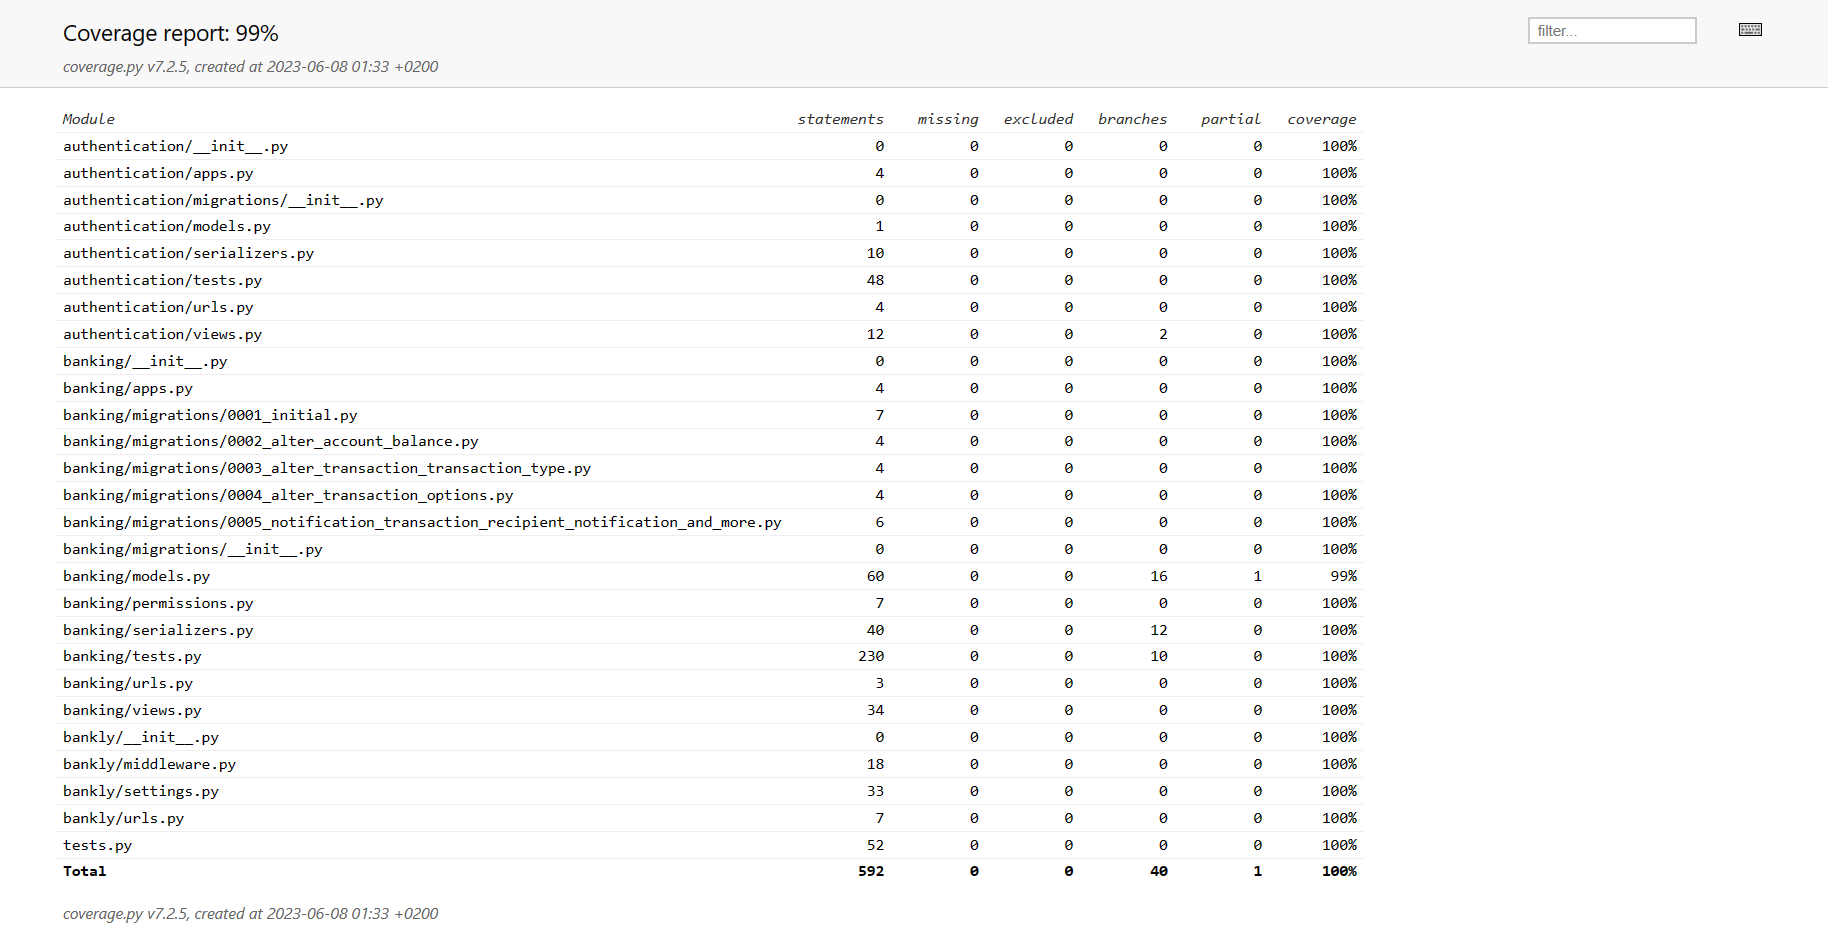 Coverage report: 99%
filter...
coverage.py v7.2.5, created at 2023-06-08 01:33 +0200
Module statements missing excluded branches partial coverage
authentication/__init__.py 0 0 0 0 0 100%
authentication/apps.py 4 0 0 0 0 100%
authentication/migrations/__init__.py 0 0 0 0 0 100%
authentication/models.py 1 0 0 0 0 100%
authentication/serializers.py 10 0 0 0 0 100%
authentication/tests.py 48 0 0 0 0 100%
authentication/urls.py 4 0 0 0 0 100%
authentication/views.py 12 0 0 2 0 100%
banking/__init__.py 0 0 0 0 0 100%
banking/apps.py 4 0 0 0 0 100%
banking/migrations/0001_initial.py 7 0 0 0 0 100%
banking/migrations/0002_alter_account_balance.py 4 0 0 0 0 100%
banking/migrations/0003_alter_transaction_transaction_type.py 4 0 0 0 0 100%
banking/migrations/0004_alter_transaction_options.py 4 0 0 0 0 100%
banking/migrations/0005_notification_transaction_recipient_notification_and_more.py 6 0 0 0 0 100%
banking/migrations/__init__.py 0 0 0 0 0 100%
banking/models.py 60 0 0 16 1 99%
banking/permissions.py 7 0 0 0 0 100%
banking/serializers.py 40 0 0 12 0 100%
banking/tests.py 230 0 0 10 0 100%
banking/urls.py 3 0 0 0 0 100%
banking/views.py 34 0 0 0 0 100%
bankly/__init__.py 0 0 0 0 0 100%
bankly/middleware.py 18 0 0 0 0 100%
bankly/settings.py 33 0 0 0 0 100%
bankly/urls.py 7 0 0 0 0 100%
tests.py 52 0 0 0 0 100%
Total 592 0 0 40 1 100%
coverage.py v7.2.5, created at 2023-06-08 01:33 +0200